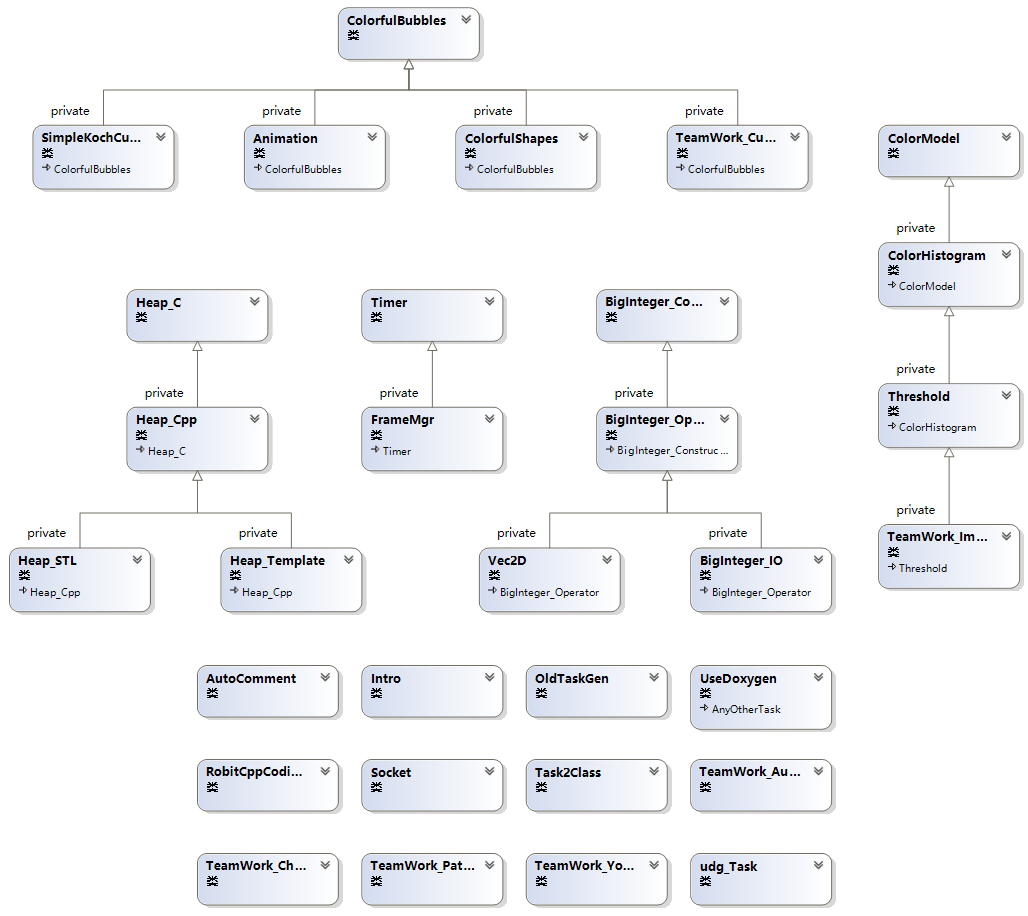 ColorfulBubbles
private
private
private
private
SimpleKochCu...
ColorfulBubbles
Animation
ColorfulBubbles
ColorfulShapes
ColorfulBubbles
TeamWork_Cu...
ColorfulBubbles
ColorModel
private
ColorHistogram
ColorModel
Heap_C
Timer
BigInteger_Co...
private
private
private
private
Heap_Cpp
Heap_C
FrameMgr
Timer
BigInteger_Op...
BigInteger_Construc...
Threshold
ColorHistogram
private
private
private
private
private
Heap_STL
Heap_Cpp
Heap_Template
Heap_Cpp
Vec2D
BigInteger_Operator
BigInteger_IO
BigInteger_Operator
TeamWork_Im...
Threshold
AutoComment
Intro
OldTaskGen
UseDoxygen
AnyOtherTask
RobitCppCodi...
Socket
Task2Class
TeamWork_Au...
TeamWork_Ch...
TeamWork_Pat...
TeamWork_Yo...
udg_Task